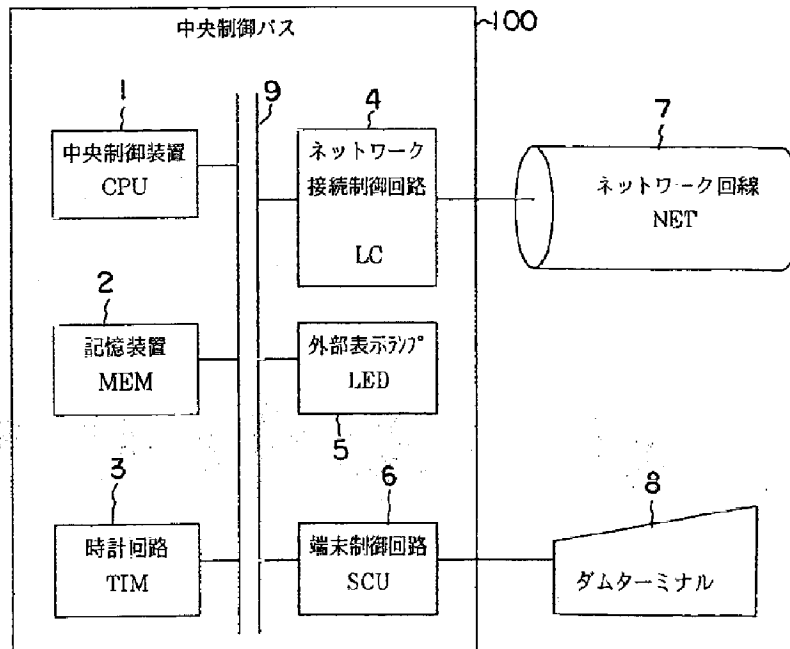 中央制御バス
100
1
中央制御装置
CPU
9
4
ネットワーク
接続制御回路
LC
7
ネットワーク回線
NET
2
記憶装置
MEM
外部表示ﾗﾝﾌﾟ
LED
5
3
時計回路
TIM
6
端末制御回路
SCU
8
ダムターミナル